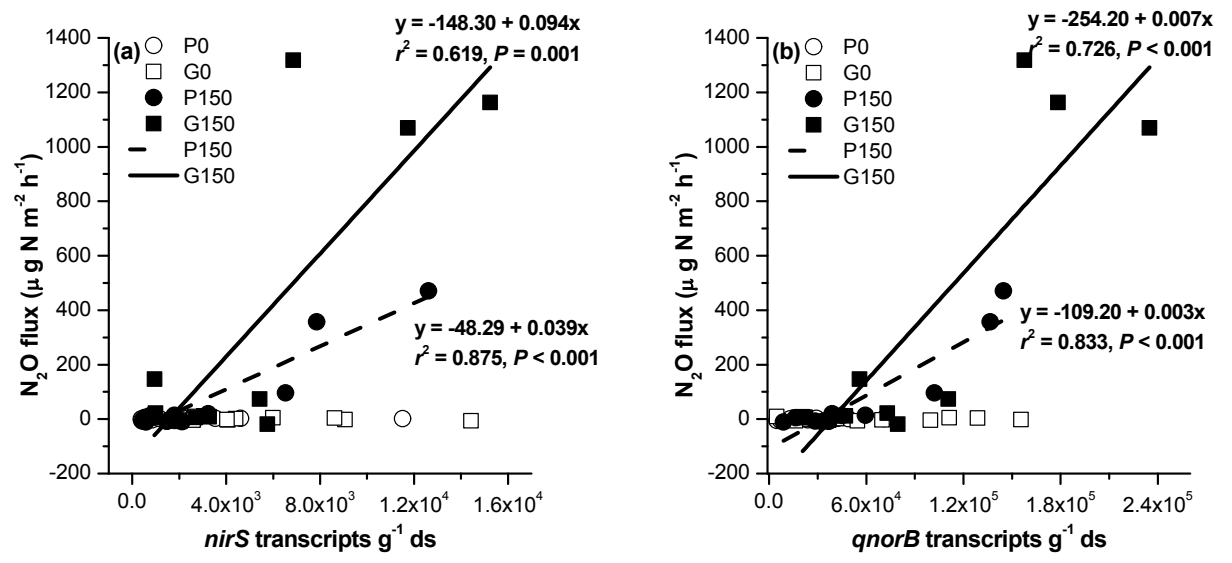 y = -148.30 + 0.094x
r² = 0.619, P = 0.001
(a)
P0
G0
P150
G150
P150
G150
y = -48.29 + 0.039x
r² = 0.875, P < 0.001
1400
1200
1000
800
600
400
200
0
-200
N₂O flux (μ g N m⁻² h⁻¹)
0.0 4.0x10³ 8.0x10³ 1.2x10⁴ 1.6x10⁴
nirS transcripts g⁻¹ ds
y = -254.20 + 0.007x
r² = 0.726, P < 0.001
(b)
P0
G0
P150
G150
P150
G150
y = -109.20 + 0.003x
r² = 0.833, P < 0.001
1400
1200
1000
800
600
400
200
0
-200
N₂O flux (μ g N m⁻² h⁻¹)
0.0 6.0x10⁴ 1.2x10⁵ 1.8x10⁵ 2.4x10⁵
qnorB transcripts g⁻¹ ds